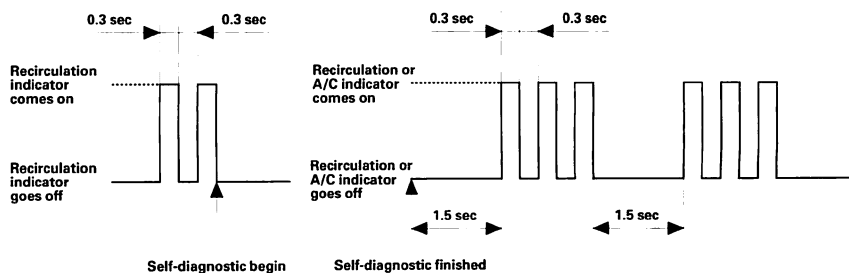 0.3 sec
0.3 sec
Recirculation
indicator
comes on
Recirculation
indicator
goes off
Self-diagnostic begin
0.3 sec
0.3 sec
Recirculation or
A/C indicator
comes on
Recirculation or
A/C indicator
goes off
1.5 sec
1.5 sec
Self-diagnostic finished